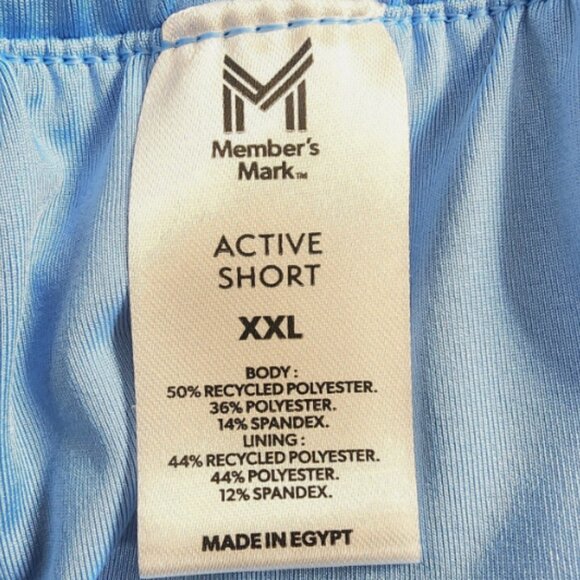 Member's
Mark™
ACTIVE
SHORT
XXL
BODY :
50% RECYCLED POLYESTER.
36% POLYESTER.
14% SPANDEX.
LINING :
44% RECYCLED POLYESTER.
44% POLYESTER.
12% SPANDEX.
MADE IN EGYPT